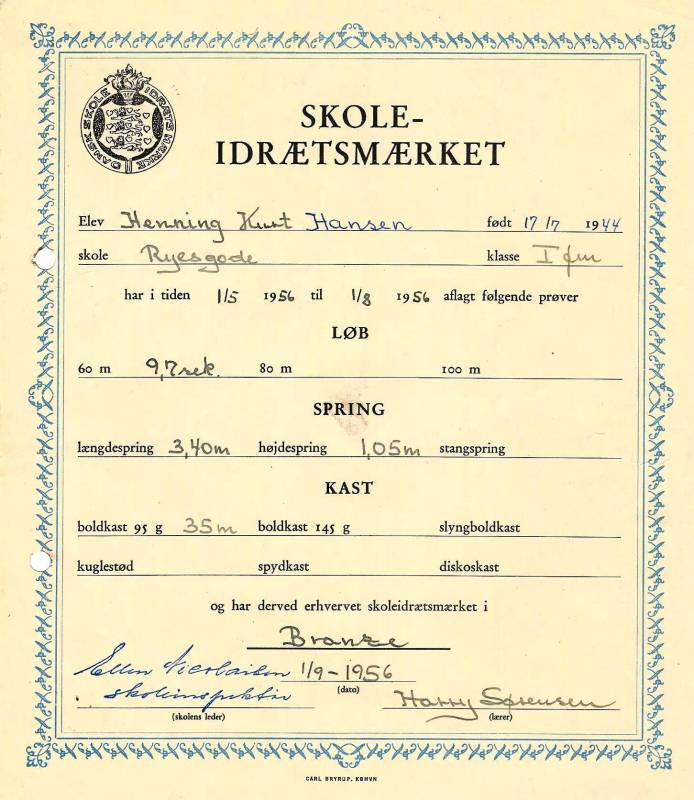 DANSK SKOLE IDRÆTS MÆRKE
SKOLE-
IDRÆTSMÆRKET
Elev Henning Kurt Hansen født 17/7 1944
skole Ryesgade klasse I øm
har i tiden 1/5 1956 til 1/8 1956 aflagt følgende prøver
LØB
60 m 9,7 sek. 80 m 100 m
SPRING
længdespring 3,40m højdespring 1,05m stangspring
KAST
boldkast 95 g 35m boldkast 145 g slyngboldkast
kuglestød spydkast diskoskast
og har derved erhvervet skoleidrætsmærket i
Bronze
Ellen Nicolaisen 1/9-1956
(dato)
skoleinspektør Harry Sørensen
(skolens leder) (lærer)
CARL BRYRUP, KBHVN